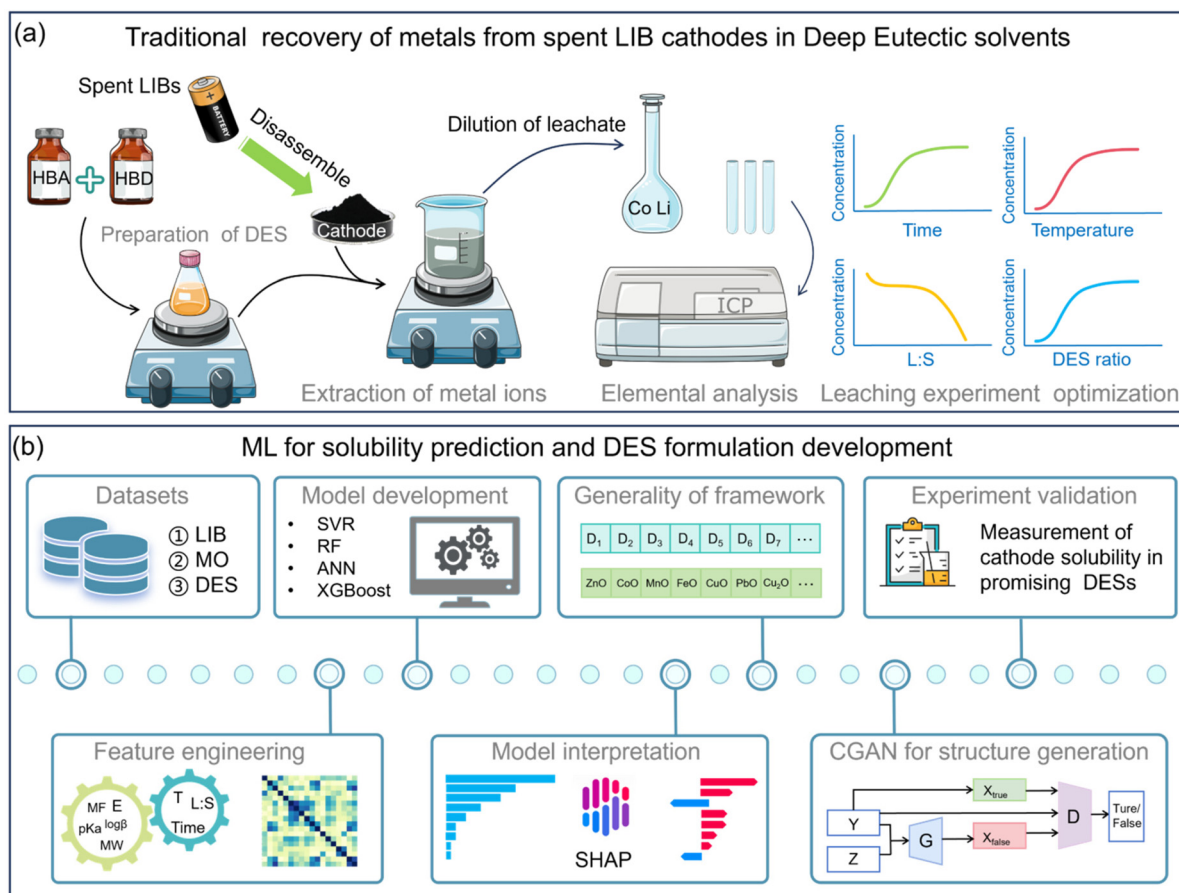 (a)
Traditional recovery of metals from spent LIB cathodes in Deep Eutectic solvents
Spent LIBs
BATTERY
Disassemble
HBA
HBD
Preparation of DES
Cathode
Extraction of metal ions
Dilution of leachate
Co Li
ICP
Elemental analysis
Concentration
Time
Concentration
Temperature
Concentration
L:S
Concentration
DES ratio
Leaching experiment optimization
(b)
ML for solubility prediction and DES formulation development
Datasets
① LIB
② MO
③ DES
Model development
• SVR
• RF
• ANN
• XGBoost
Generality of framework
D₁ D₂ D₃ D₄ D₅ D₆ D₇ ···
ZnO CoO MnO FeO CuO PbO Cu₂O ···
Experiment validation
Measurement of
cathode solubility in
promising DESs
Feature engineering
MF E
pKa logβ
MW
T L:S
Time
Model interpretation
SHAP
CGAN for structure generation
Y
Z
G
X_true
X_false
D
Ture/
False